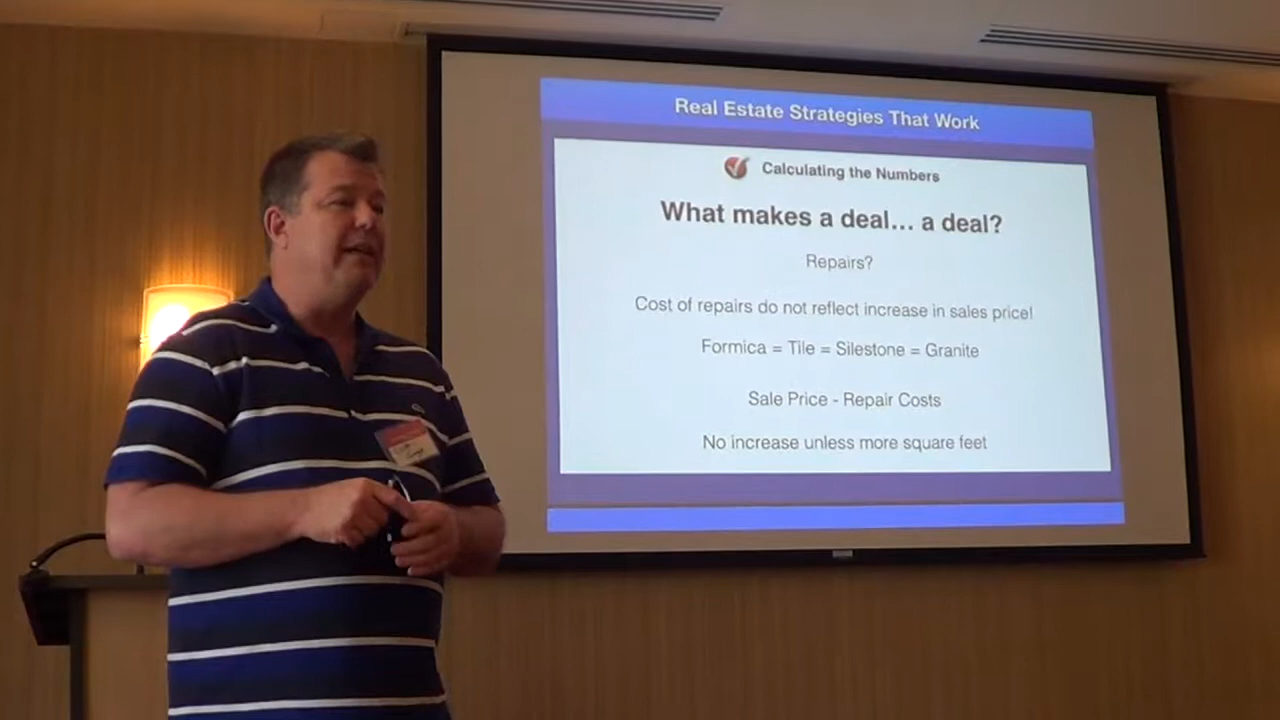 Real Estate Strategies That Work
Calculating the Numbers
What makes a deal... a deal?
Repairs?
Cost of repairs do not reflect increase in sales price!
Formica = Tile = Silestone = Granite
Sale Price - Repair Costs
No increase unless more square feet